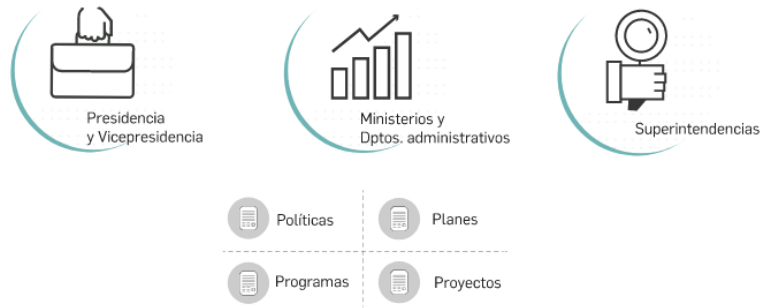 Presidencia
y Vicepresidencia
Ministerios y
Dptos. administrativos
Superintendencias
Políticas
Planes
Programas
Proyectos